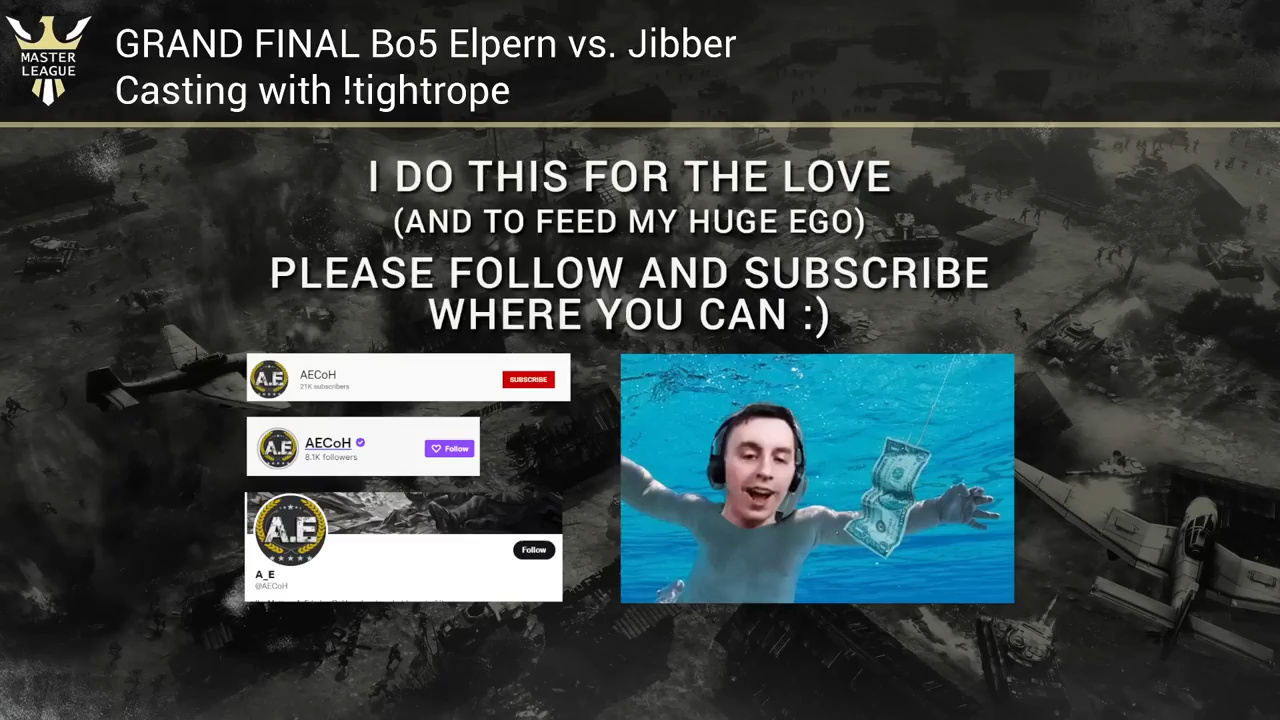 MASTER
LEAGUE
GRAND FINAL Bo5 Elpern vs. Jibber
Casting with !tightrope
I DO THIS FOR THE LOVE
(AND TO FEED MY HUGE EGO)
PLEASE FOLLOW AND SUBSCRIBE
WHERE YOU CAN :)
A.E
AECoH
21K subscribers
SUBSCRIBE
A.E
AECoH
8.1K followers
Follow
A.E
Follow
A_E
@AECoH